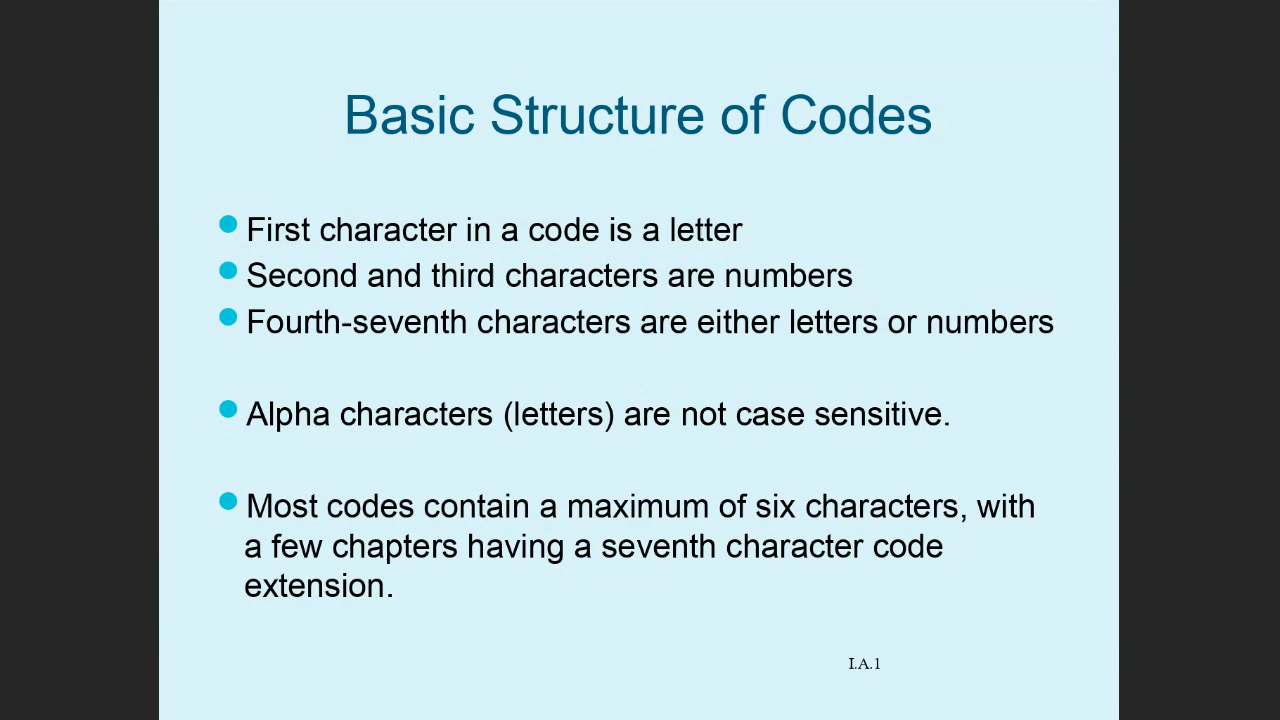 Basic Structure of Codes
First character in a code is a letter
Second and third characters are numbers
Fourth-seventh characters are either letters or numbers
Alpha characters (letters) are not case sensitive.
Most codes contain a maximum of six characters, with
a few chapters having a seventh character code
extension.
I.A.1